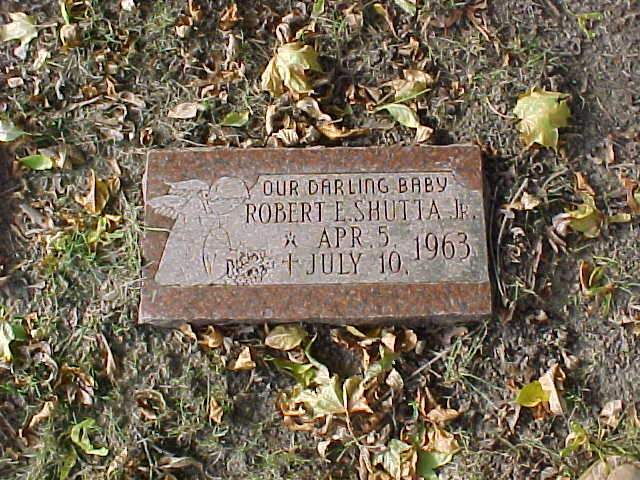 OUR DARLING BABY
ROBERT E. SHUTTA JR.
★ APR. 5,
1963
✝ JULY 10,